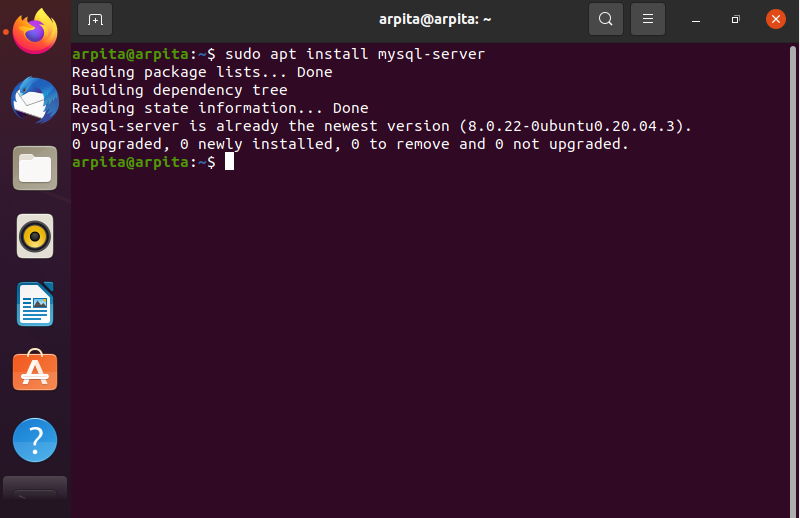 arpita@arpita: ~
arpita@arpita:~$ sudo apt install mysql-server
Reading package lists... Done
Building dependency tree
Reading state information... Done
mysql-server is already the newest version (8.0.22-0ubuntu0.20.04.3).
0 upgraded, 0 newly installed, 0 to remove and 0 not upgraded.
arpita@arpita:~$